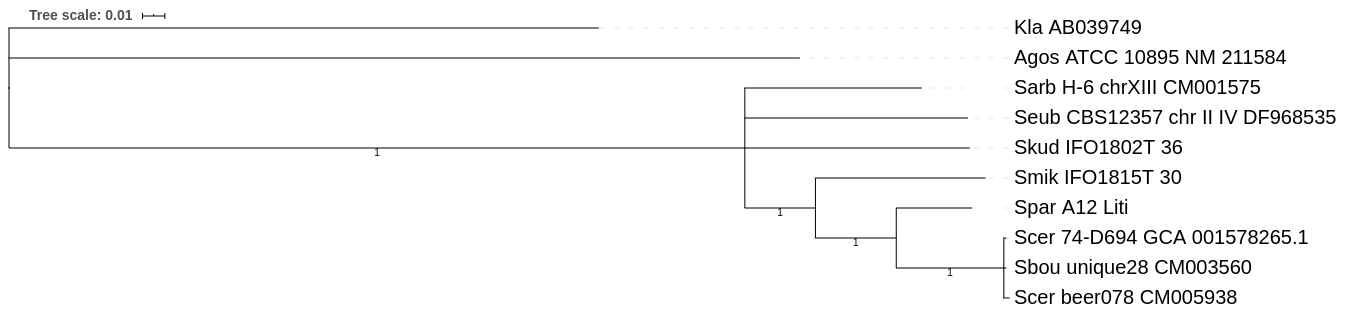 Tree scale: 0.01
Kla AB039749
Agos ATCC 10895 NM 211584
Sarb H-6 chrXIII CM001575
Seub CBS12357 chr II IV DF968535
1
Skud IFO1802T 36
Smik IFO1815T 30
1
Spar A12 Liti
1
Scer 74-D694 GCA 001578265.1
1
Sbou unique28 CM003560
Scer beer078 CM005938